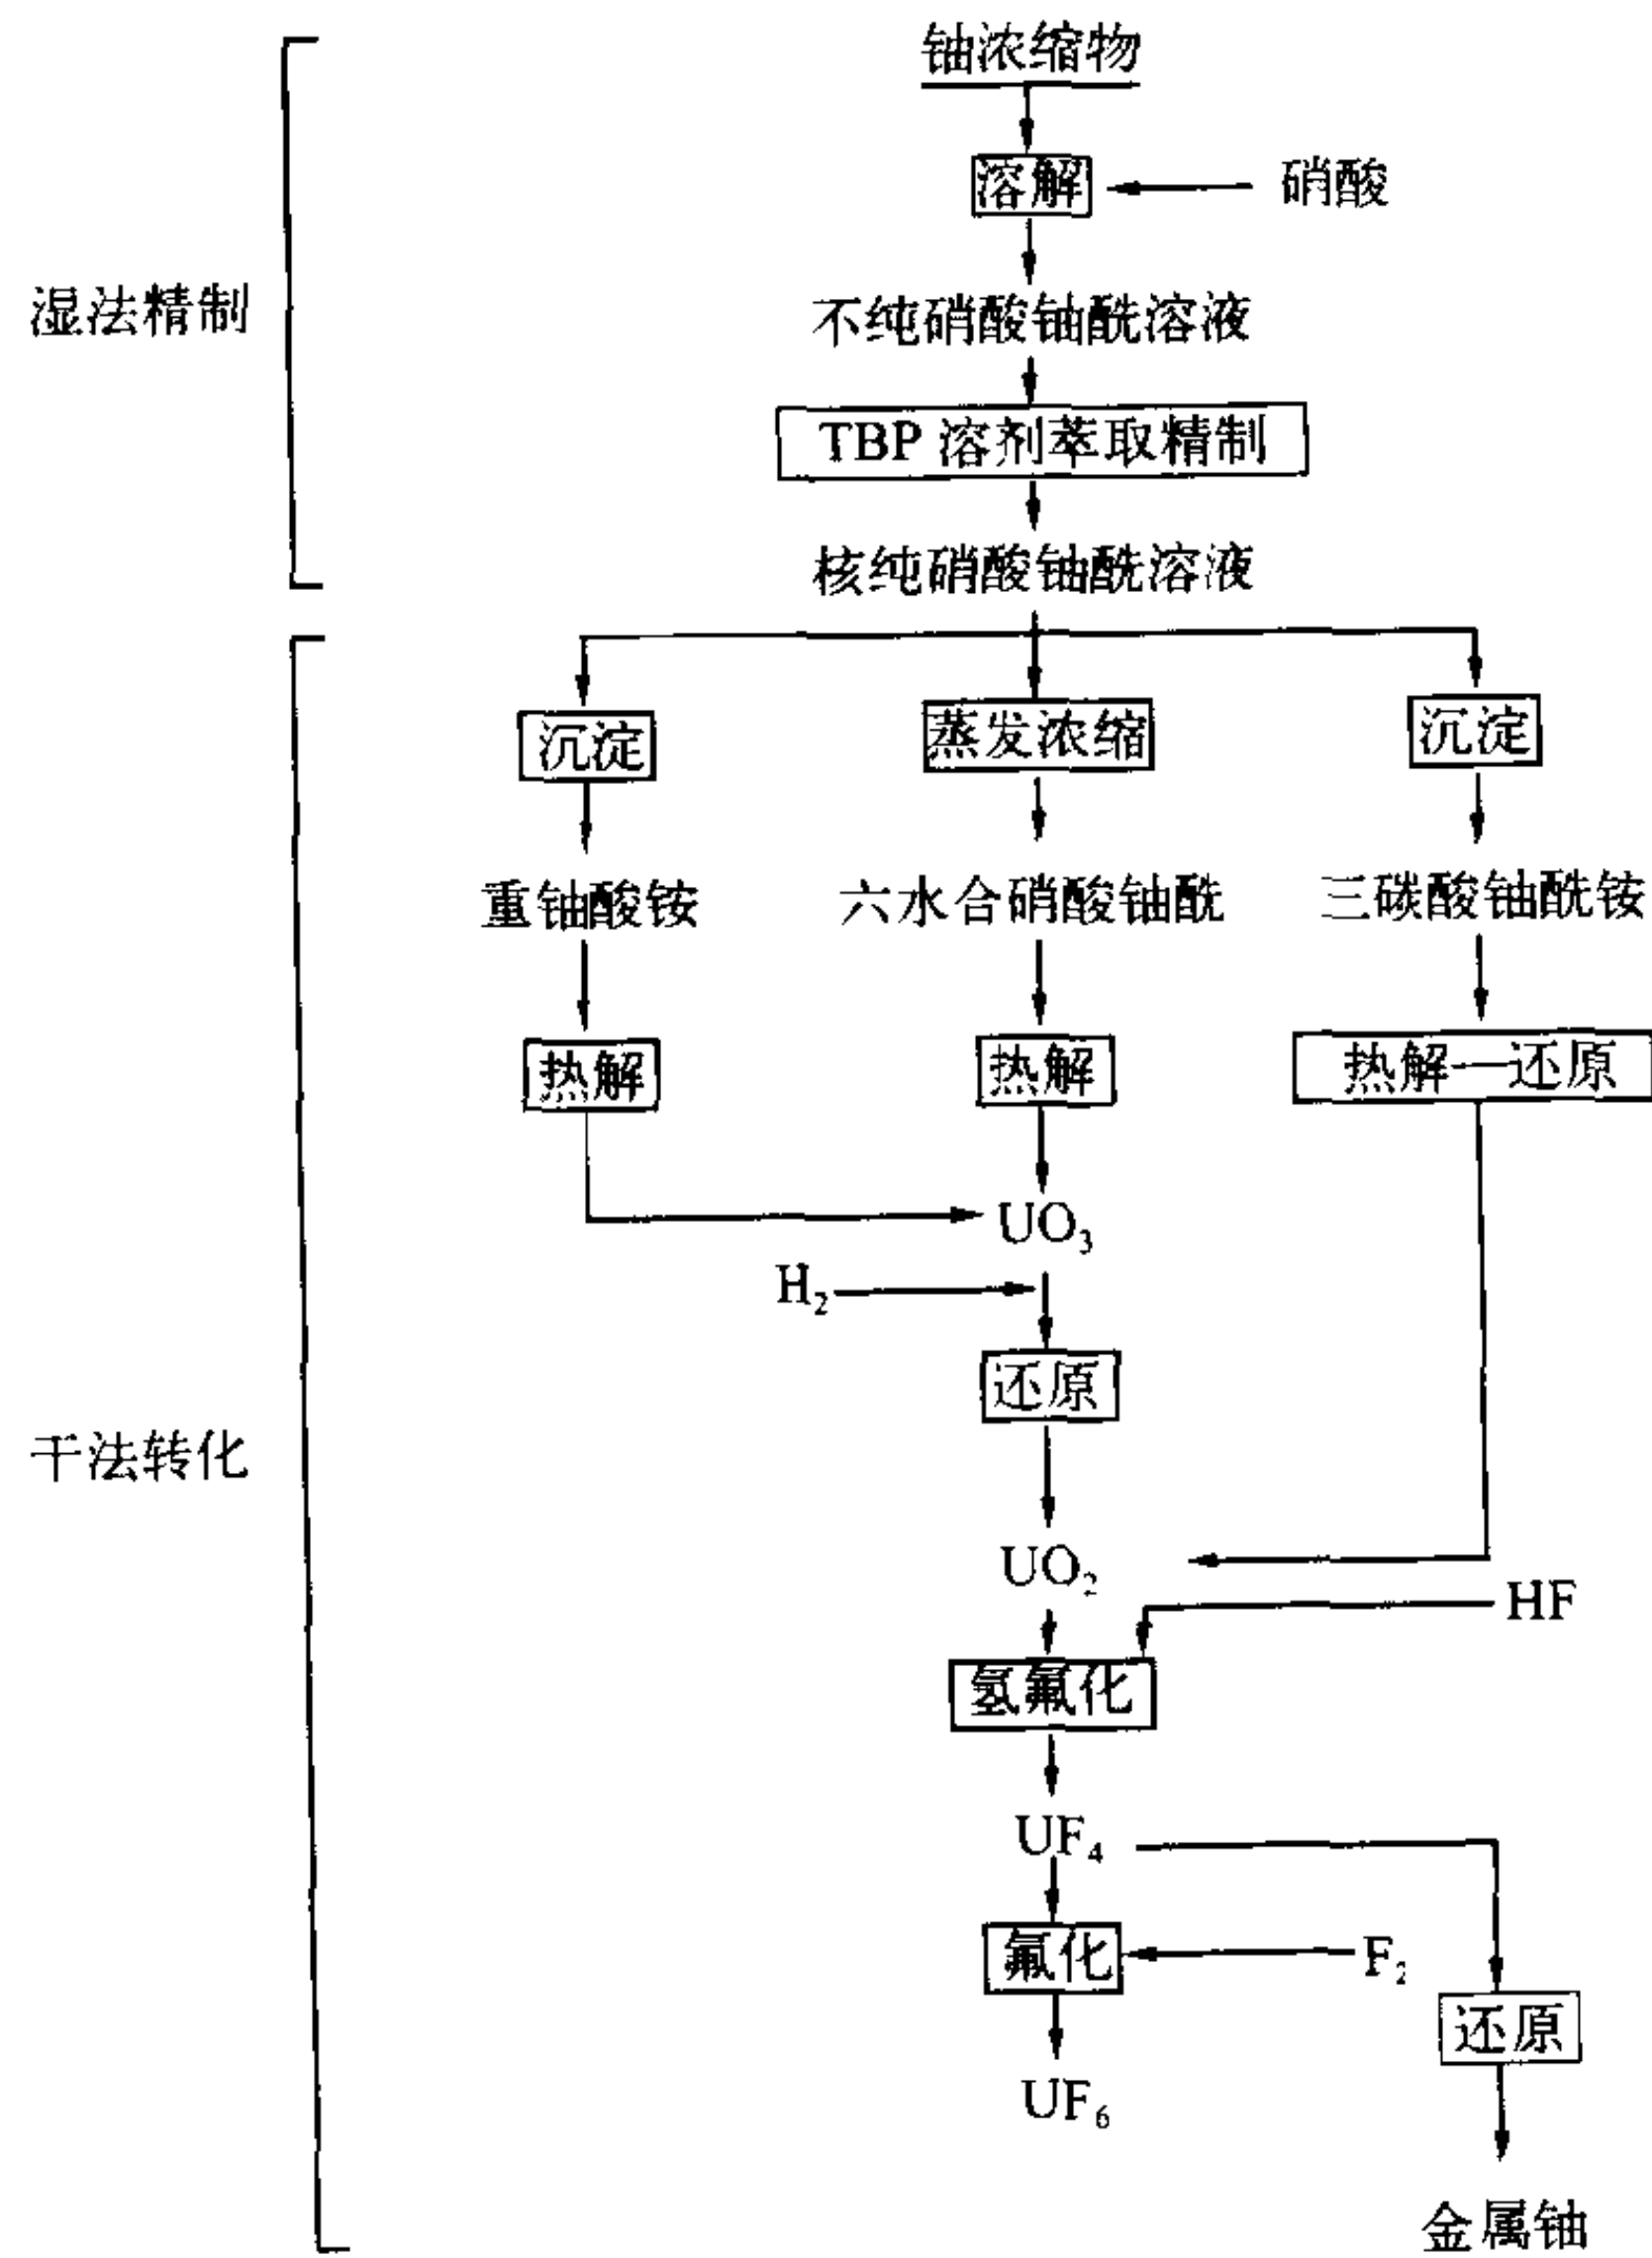 铀浓缩物
溶解
硝酸
湿法精制
不纯硝酸铀酰溶液
TBP 溶剂萃取精制
核纯硝酸铀酰溶液
沉淀
蒸发浓缩
沉淀
重铀酸铵
六水合硝酸铀酰
三碳酸铀酰铵
热解
热解
热解—还原
UO₃
H₂
还原
干法转化
UO₂
HF
氢氟化
UF₄
氟化
F₂
还原
UF₆
金属铀